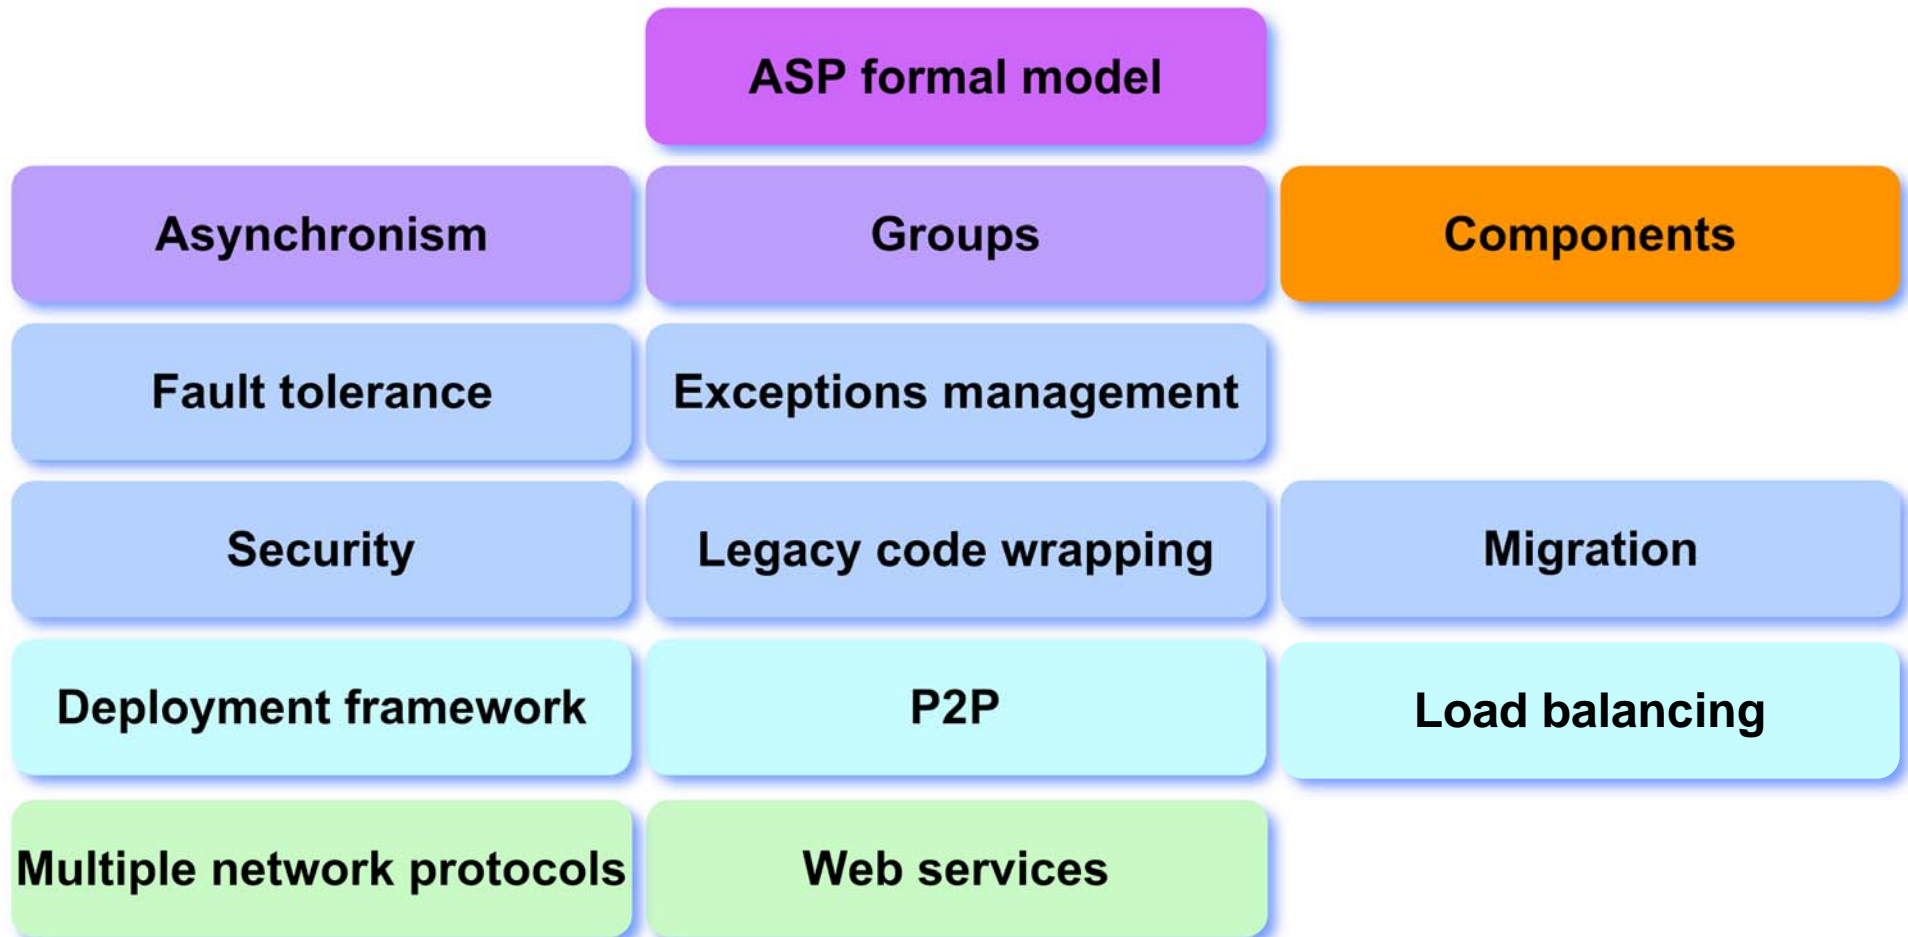 ASP formal model
Asynchronism
Groups
Components
Fault tolerance
Exceptions management
Security
Legacy code wrapping
Migration
Deployment framework
P2P
Load balancing
Multiple network protocols
Web services